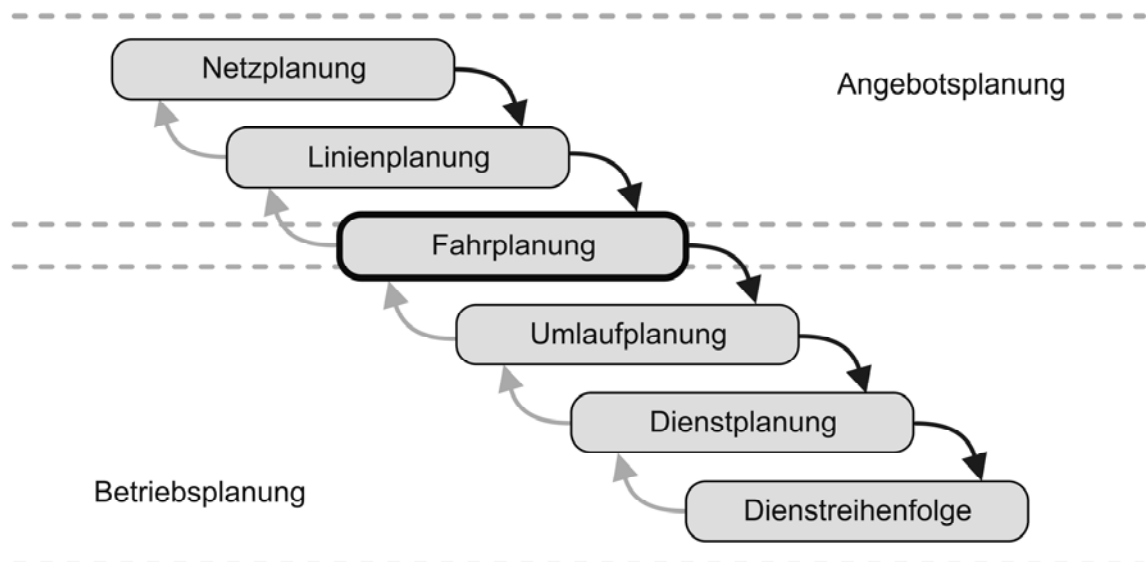 Netzplanung
Angebotsplanung
Linienplanung
Fahrplanung
Umlaufplanung
Dienstplanung
Betriebsplanung
Dienstreihenfolge